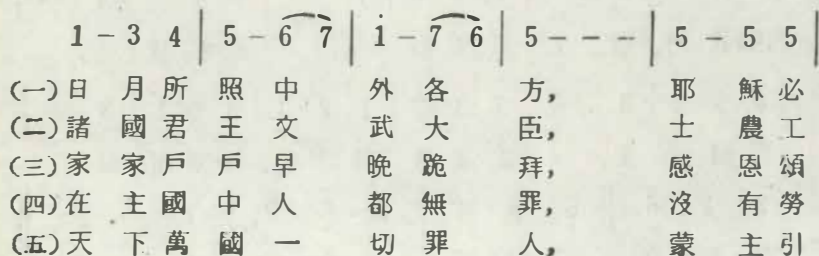 1 - 3 4 | 5 - 6 7 | i - 7 6 | 5 - - - | 5 - 5 5 |
(一)日 月所 照 中 外 各 方, 耶 穌必
(二)諸 國君 王 文 武 大 臣, 士 農工
(三)家 家戶 戶 早 晚 跪 拜, 感 恩頌
(四)在 主國 中 人 都 無 罪, 沒 有勞
(五)天 下萬 國 一 切 罪 人, 蒙 主引